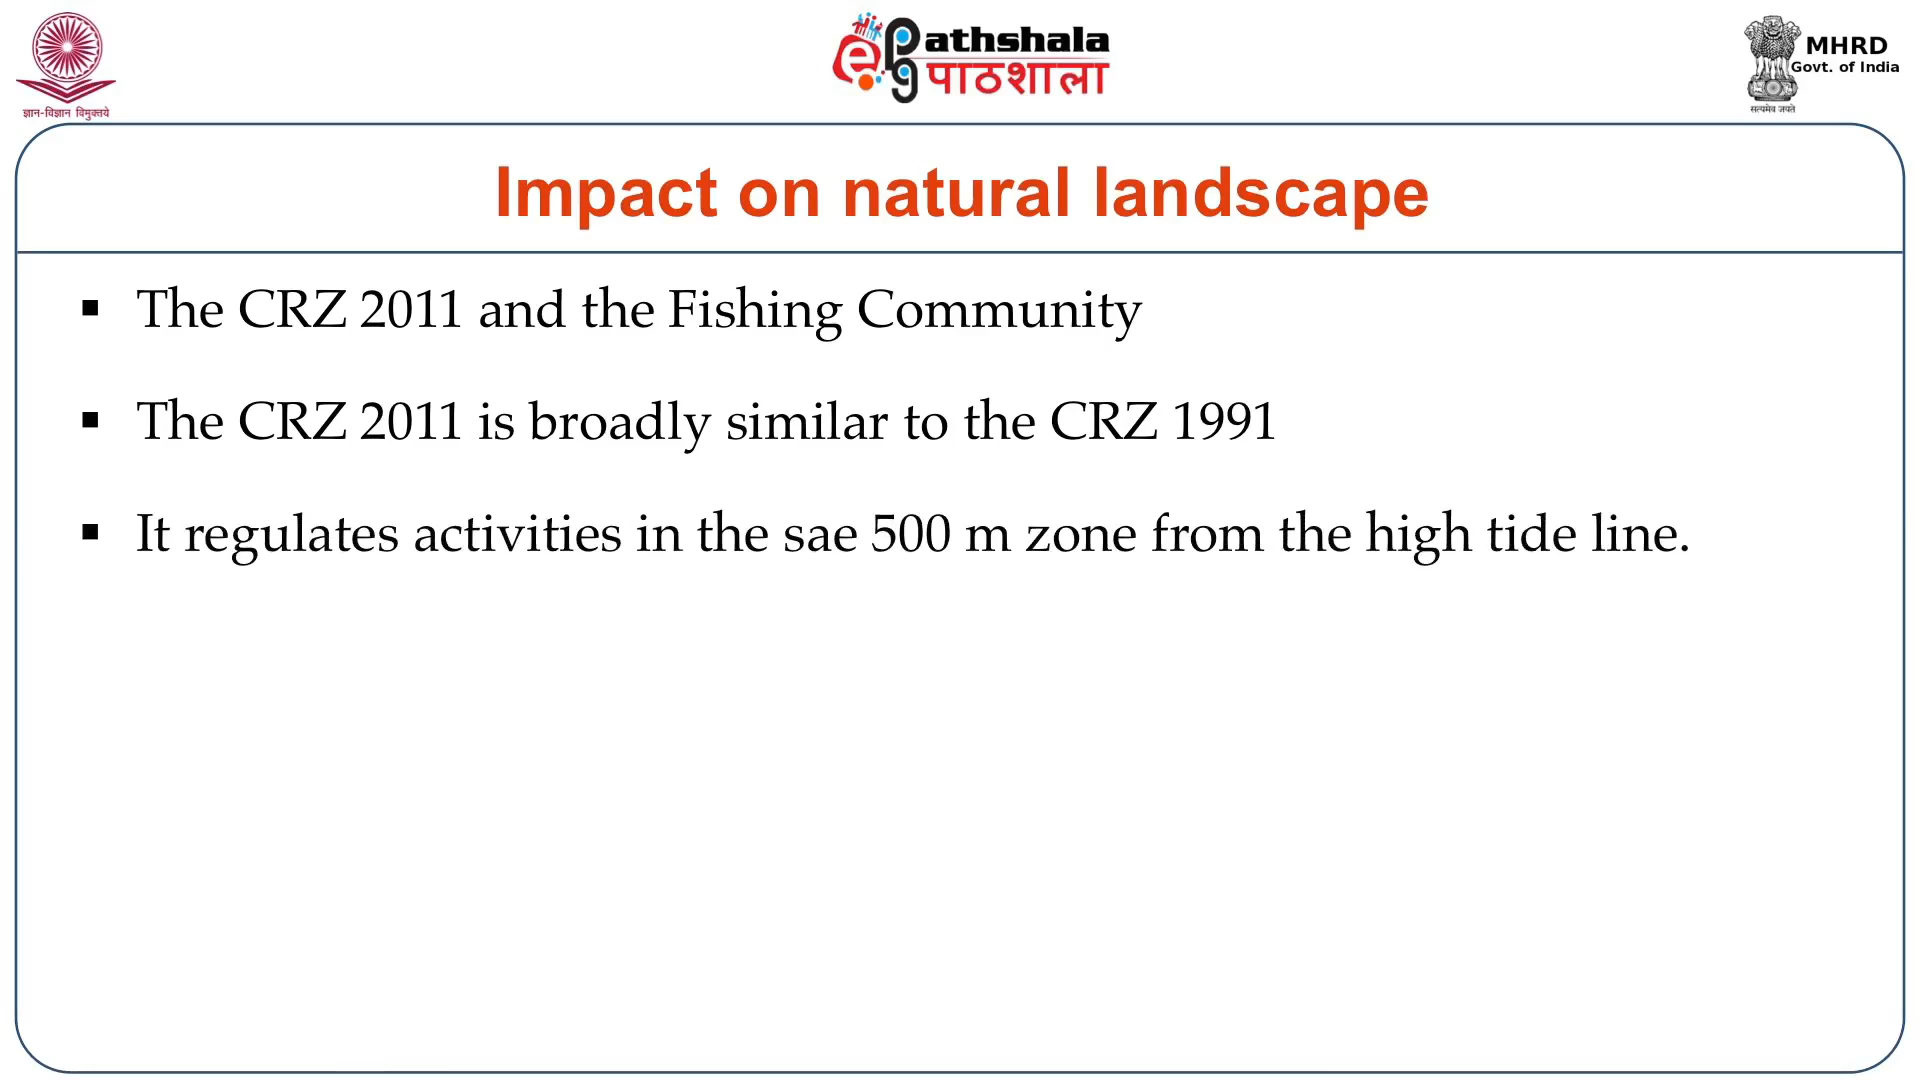 ज्ञान-विज्ञान विमुक्तये
ePathshala
पाठशाला
MHRD
Govt. of India
सत्यमेव जयते
Impact on natural landscape
▪ The CRZ 2011 and the Fishing Community
▪ The CRZ 2011 is broadly similar to the CRZ 1991
▪ It regulates activities in the sae 500 m zone from the high tide line.